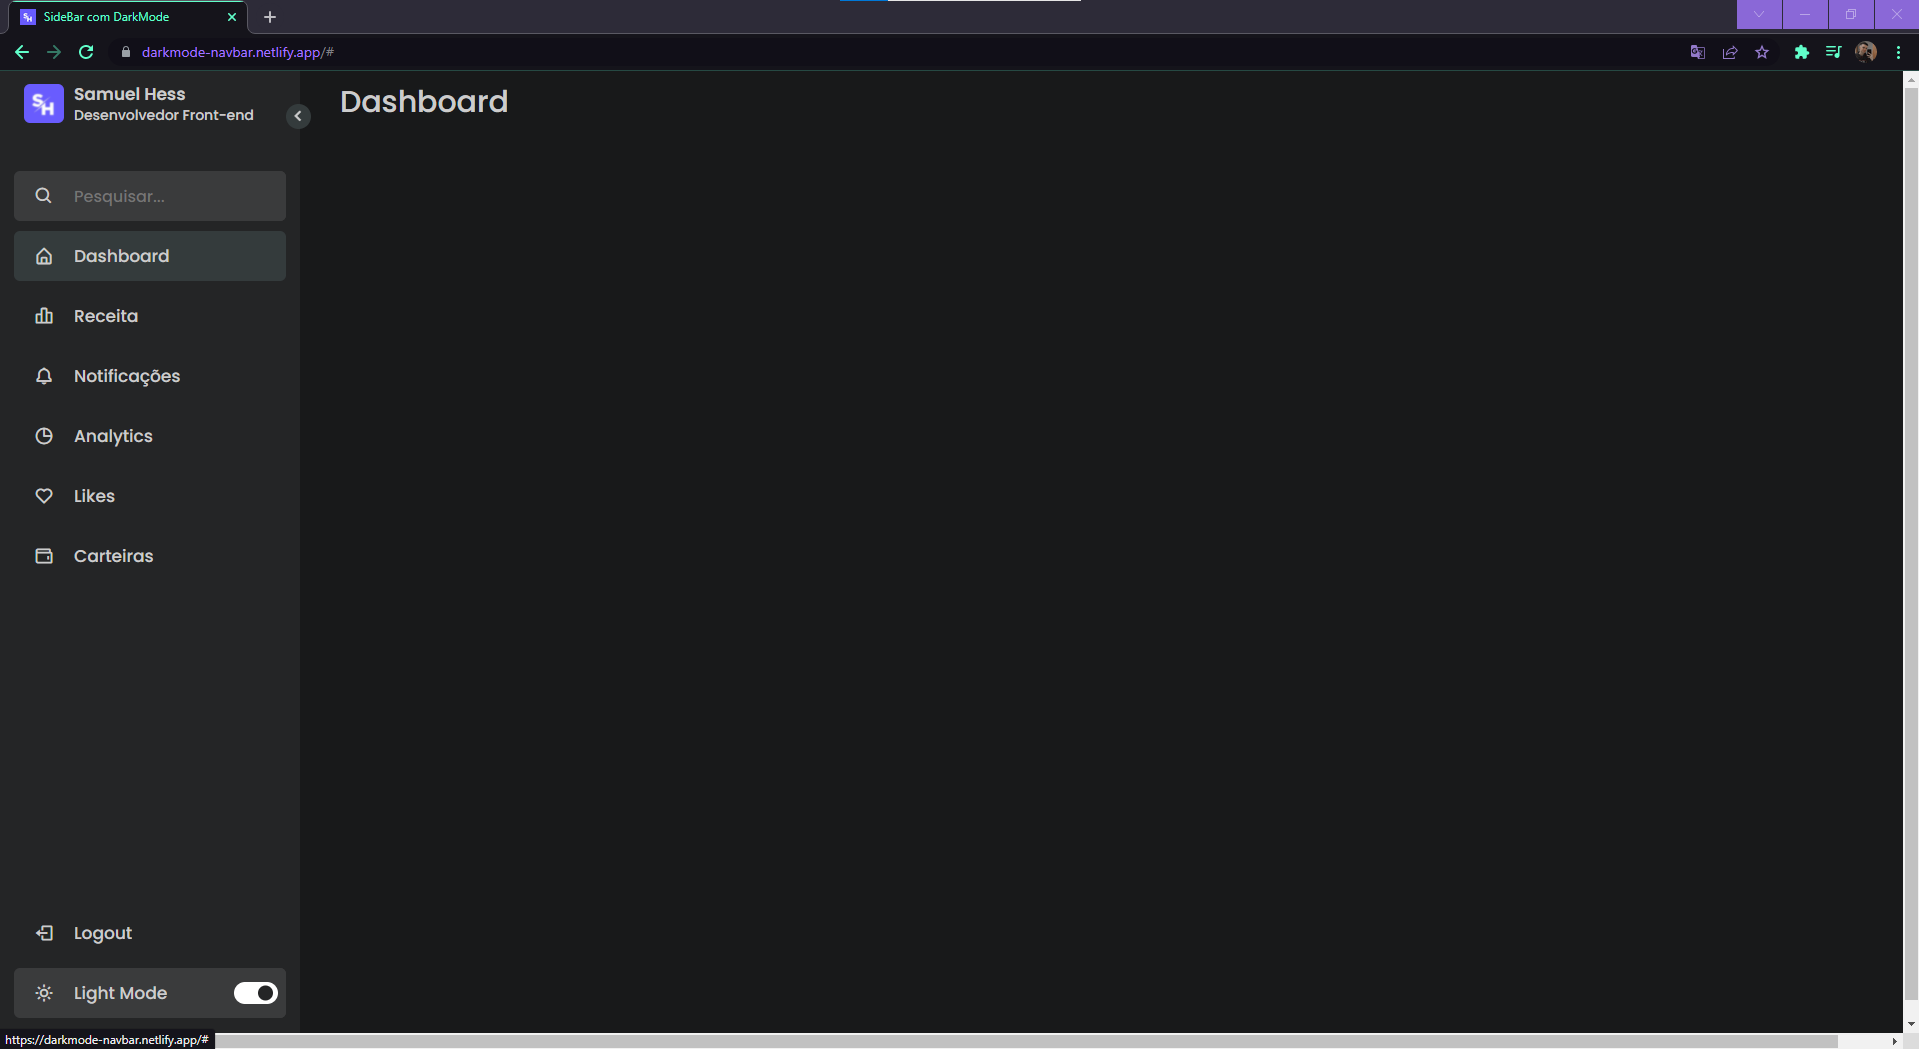 SideBar com DarkMode
darkmode-navbar.netlify.app/#
SH
Samuel Hess
Desenvolvedor Front-end
Dashboard
Pesquisar...
Dashboard
Receita
Notificações
Analytics
Likes
Carteiras
Logout
Light Mode
https://darkmode-navbar.netlify.app/#